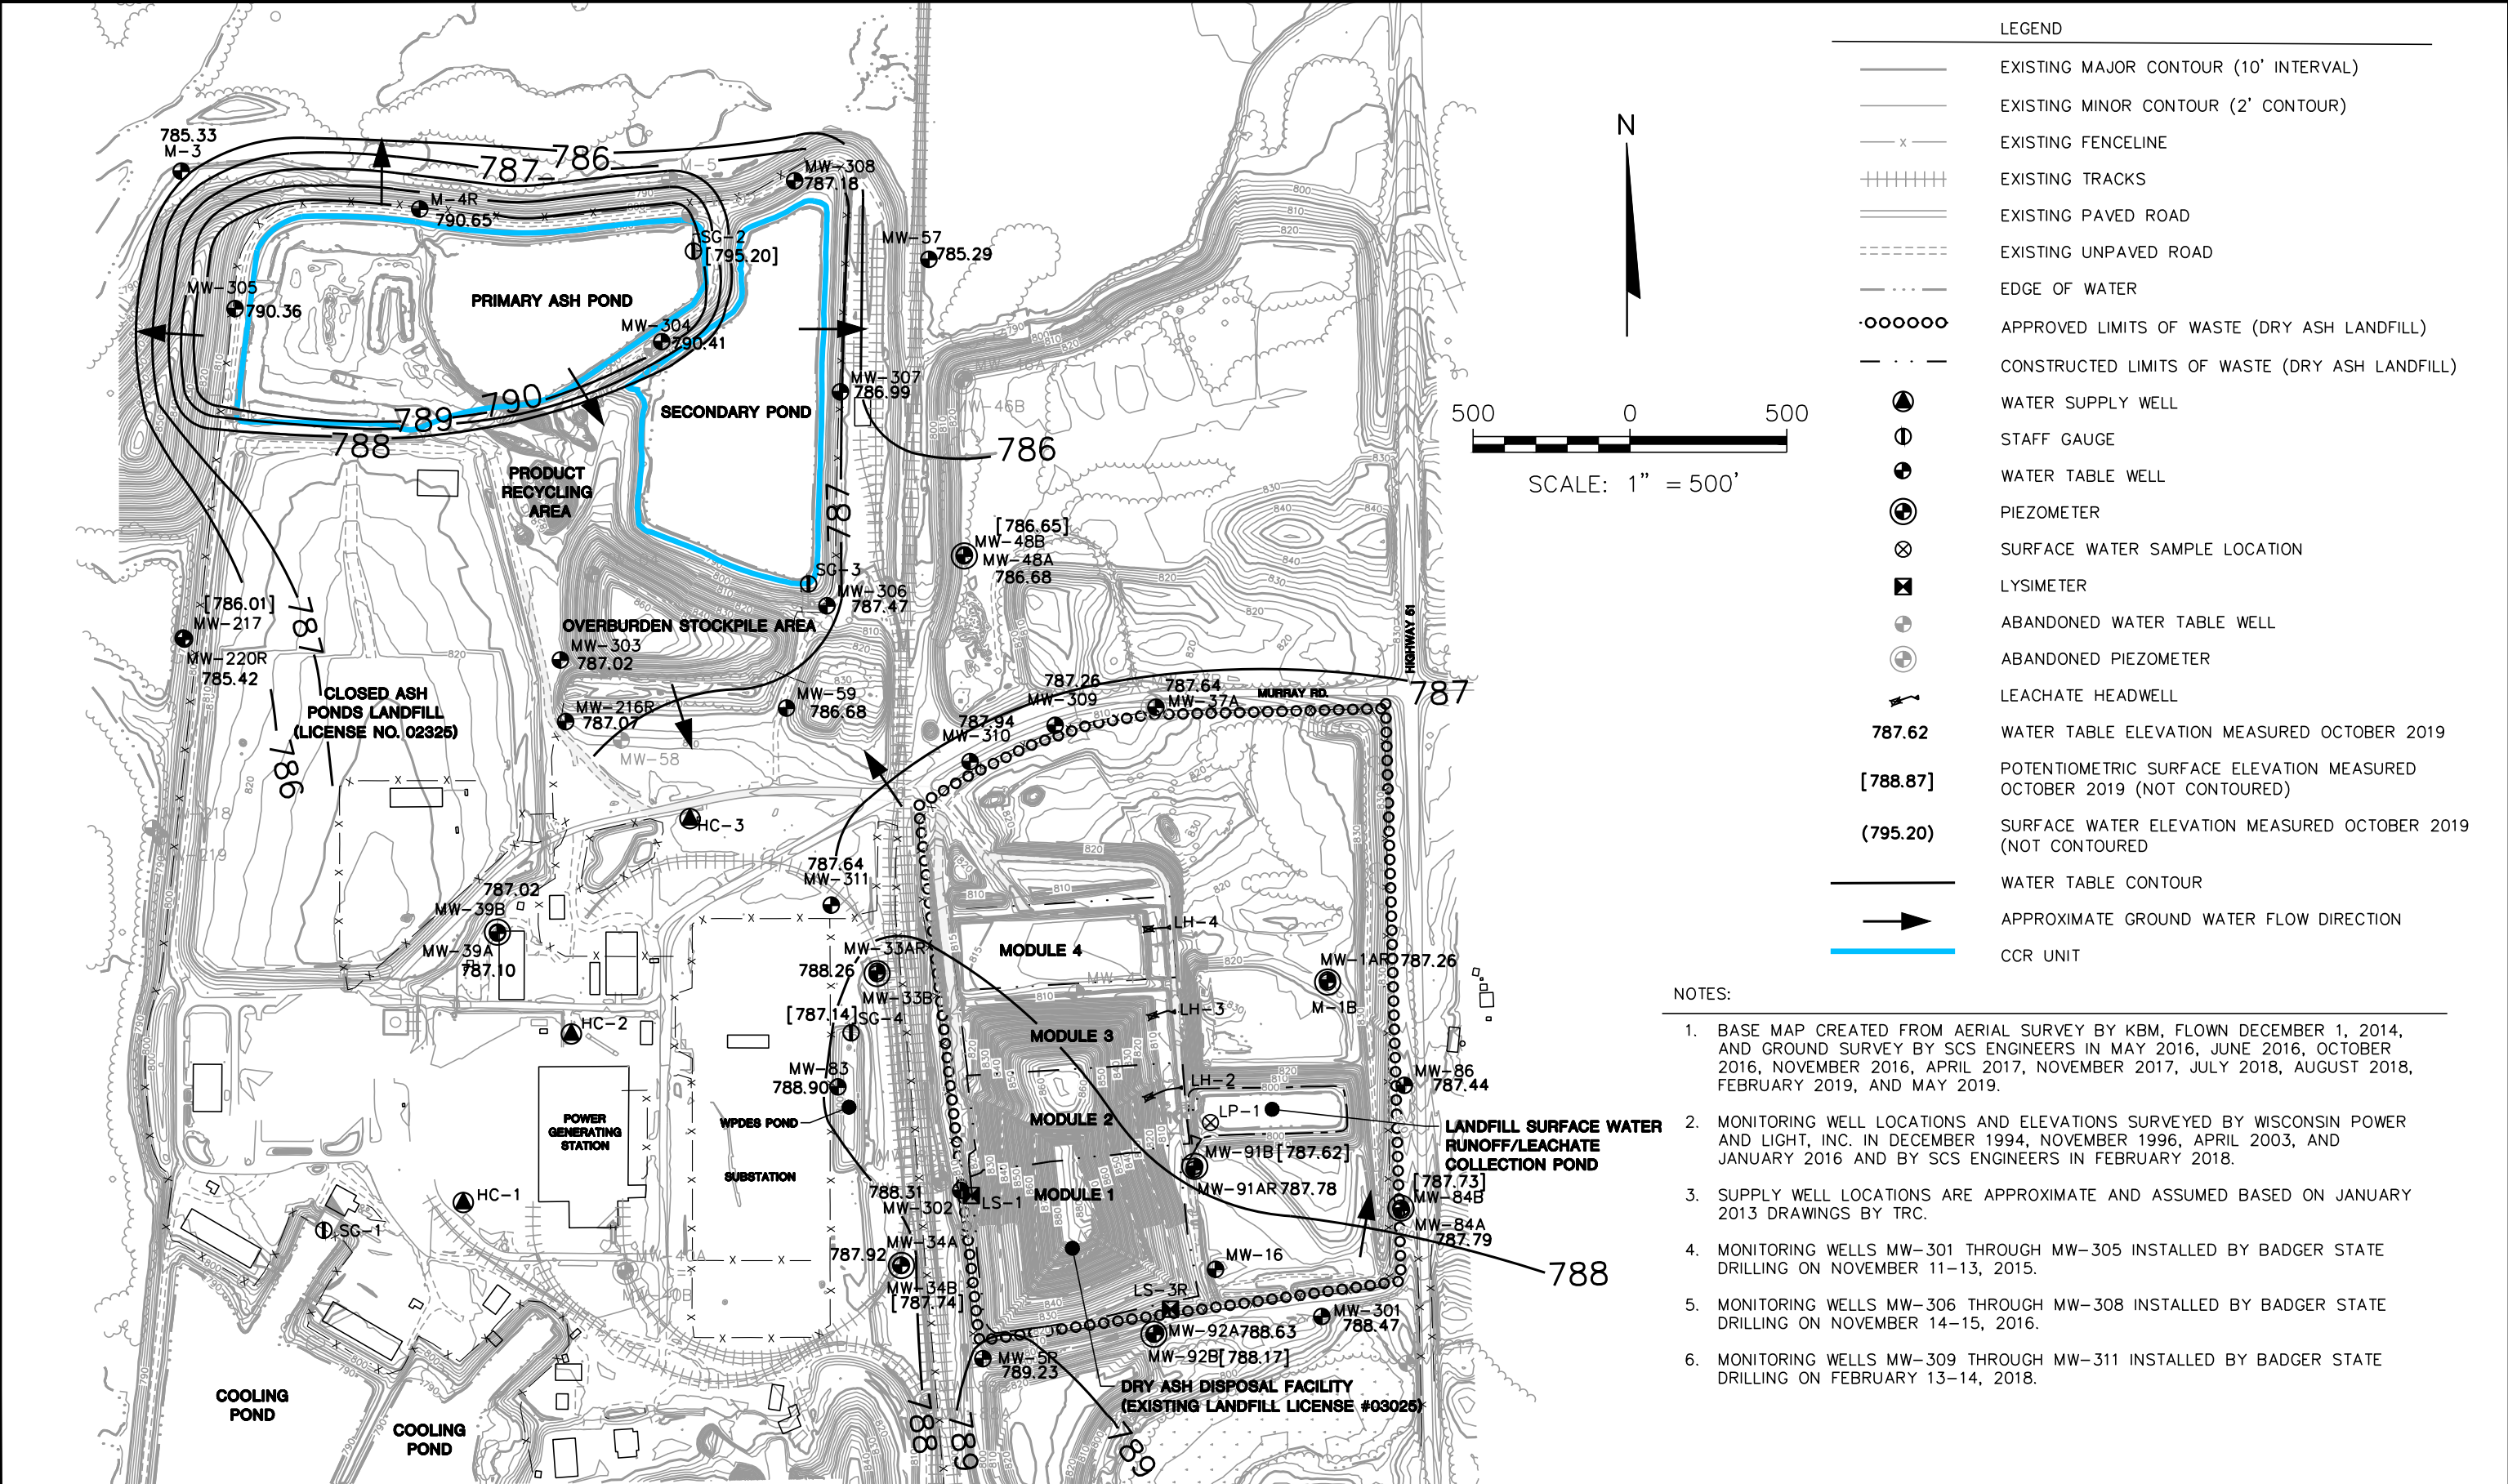 785.33
M-3
786
787
M-5
MW-308
787.18
M-4R
790.65*
SG-2
[795.20]
MW-57
785.29
PRIMARY ASH POND
MW-305
790.36
MW-304
790.41
MW-307
786.99
MW-46A
MW-46B
SECONDARY POND
790
789
788
786
PRODUCT
RECYCLING
AREA
787
[786.65]
MW-48B
MW-48A
786.68
SG-3
MW-306
787.47
OVERBURDEN STOCKPILE AREA
[786.01]
MW-217
MW-220R
785.42
787
786
MW-303
787.02
CLOSED ASH
PONDS LANDFILL
(LICENSE NO. 02325)
MW-216R
787.07
MW-58
MW-59
786.68
787.26
MW-309
787.64
MW-37A
MURRAY RD.
HIGHWAY 61
787
787.94
MW-310
HC-3
787.64
MW-311
787.02
MW-39B
MW-39A
787.10
MW-33AR
788.26
MW-33B
[787.14]
SG-4
HC-2
MODULE 4
LH-4
MW-1AR 787.26
M-1B
LH-3
MODULE 3
MW-83
788.90
WPDES POND
LH-2
LP-1
MW-86
787.44
MODULE 2
POWER
GENERATING
STATION
SUBSTATION
LANDFILL SURFACE WATER
RUNOFF/LEACHATE
COLLECTION POND
MW-91B[787.62]
MW-91AR 787.78
[787.73]
MW-84B
MW-84A
787.79
788.31
MW-302
LS-1
MODULE 1
HC-1
SG-1
MW-34A
787.92
MW-34B
[787.74]
MW-40A
MW-40B
MW-16
788
LS-3R
MW-301
788.47
MW-92A788.63
MW-92B[788.17]
MW-5R
789.23
DRY ASH DISPOSAL FACILITY
(EXISTING LANDFILL LICENSE #03025)
COOLING
POND
COOLING
POND
788
789
789
N
500 0 500
SCALE: 1" = 500'
LEGEND
EXISTING MAJOR CONTOUR (10' INTERVAL)
EXISTING MINOR CONTOUR (2' CONTOUR)
EXISTING FENCELINE
EXISTING TRACKS
EXISTING PAVED ROAD
EXISTING UNPAVED ROAD
EDGE OF WATER
APPROVED LIMITS OF WASTE (DRY ASH LANDFILL)
CONSTRUCTED LIMITS OF WASTE (DRY ASH LANDFILL)
WATER SUPPLY WELL
STAFF GAUGE
WATER TABLE WELL
PIEZOMETER
SURFACE WATER SAMPLE LOCATION
LYSIMETER
ABANDONED WATER TABLE WELL
ABANDONED PIEZOMETER
LEACHATE HEADWELL
787.62 WATER TABLE ELEVATION MEASURED OCTOBER 2019
[788.87] POTENTIOMETRIC SURFACE ELEVATION MEASURED
OCTOBER 2019 (NOT CONTOURED)
(795.20) SURFACE WATER ELEVATION MEASURED OCTOBER 2019
(NOT CONTOURED
WATER TABLE CONTOUR
APPROXIMATE GROUND WATER FLOW DIRECTION
CCR UNIT
NOTES:
1. BASE MAP CREATED FROM AERIAL SURVEY BY KBM, FLOWN DECEMBER 1, 2014,
AND GROUND SURVEY BY SCS ENGINEERS IN MAY 2016, JUNE 2016, OCTOBER
2016, NOVEMBER 2016, APRIL 2017, NOVEMBER 2017, JULY 2018, AUGUST 2018,
FEBRUARY 2019, AND MAY 2019.
2. MONITORING WELL LOCATIONS AND ELEVATIONS SURVEYED BY WISCONSIN POWER
AND LIGHT, INC. IN DECEMBER 1994, NOVEMBER 1996, APRIL 2003, AND
JANUARY 2016 AND BY SCS ENGINEERS IN FEBRUARY 2018.
3. SUPPLY WELL LOCATIONS ARE APPROXIMATE AND ASSUMED BASED ON JANUARY
2013 DRAWINGS BY TRC.
4. MONITORING WELLS MW-301 THROUGH MW-305 INSTALLED BY BADGER STATE
DRILLING ON NOVEMBER 11-13, 2015.
5. MONITORING WELLS MW-306 THROUGH MW-308 INSTALLED BY BADGER STATE
DRILLING ON NOVEMBER 14-15, 2016.
6. MONITORING WELLS MW-309 THROUGH MW-311 INSTALLED BY BADGER STATE
DRILLING ON FEBRUARY 13-14, 2018.